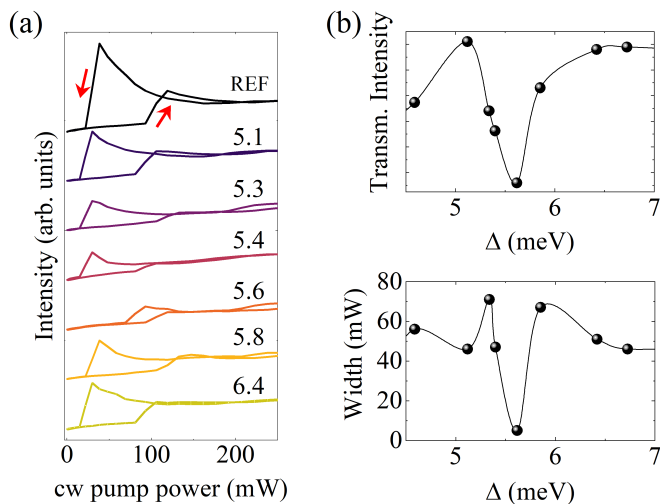 (a)
Intensity (arb. units)
REF
5.1
5.3
5.4
5.6
5.8
6.4
0 100 200
cw pump power (mW)
(b)
Transm. Intensity
5 6 7
Δ (meV)
Width (mW)
80
60
40
20
0
5 6 7
Δ (meV)